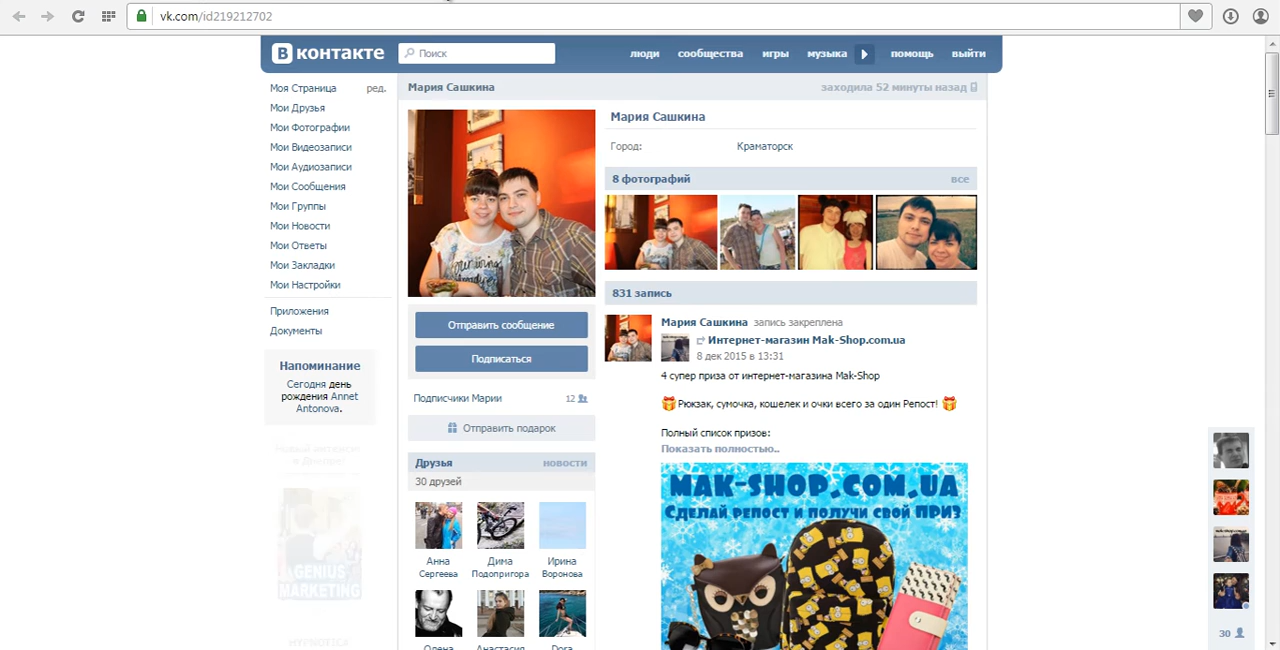 vk.com/id219212702
В контакте
Поиск
люди сообщества игры музыка помощь выйти
Моя Страница ред.
Мои Друзья
Мои Фотографии
Мои Видеозаписи
Мои Аудиозаписи
Мои Сообщения
Мои Группы
Мои Новости
Мои Ответы
Мои Закладки
Мои Настройки
Приложения
Документы
Напоминание
Сегодня день
рождения Annet
Antonova.
GENIUS
MARKETING
Мария Сашкина
заходила 52 минуты назад
Отправить сообщение
Подписаться
Подписчики Марии 12
Отправить подарок
Друзья новости
30 друзей
Анна
Сергеева
Дима
Подопригора
Ирина
Воронова
Олена
Анастасия
Dora
Мария Сашкина
Город: Краматорск
8 фотографий все
831 запись
Мария Сашкина запись закреплена
Интернет-магазин Mak-Shop.com.ua
8 дек 2015 в 13:31
4 супер приза от интернет-магазина Mak-Shop
Рюкзак, сумочка, кошелек и очки всего за один Репост!
Полный список призов:
Показать полностью..
MAK-SHOP.COM.UA
СДЕЛАЙ РЕПОСТ И ПОЛУЧИ СВОЙ ПРИЗ
30